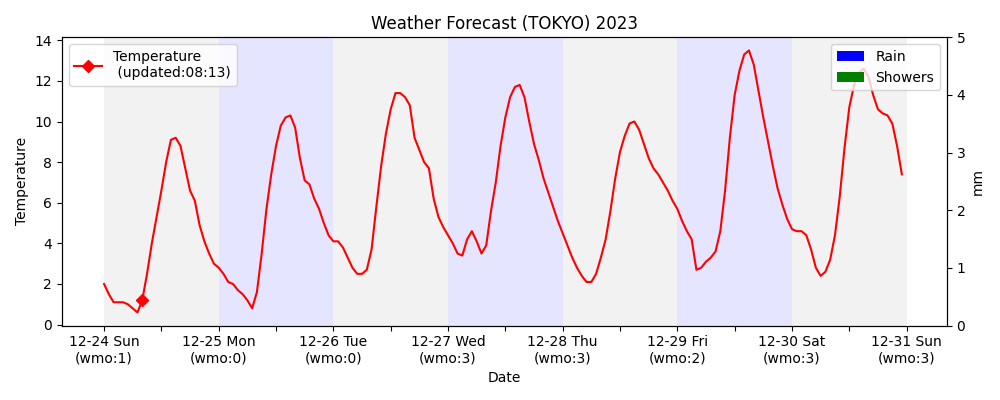 Weather Forecast (TOKYO) 2023
Temperature
(updated:08:13)
Rain
Showers
14
12
10
8
6
4
2
0
Temperature
5
4
3
2
1
0
mm
12-24 Sun 12-25 Mon 12-26 Tue 12-27 Wed 12-28 Thu 12-29 Fri 12-30 Sat 12-31 Sun
(wmo:1) (wmo:0) (wmo:0) (wmo:3) (wmo:3) (wmo:2) (wmo:3) (wmo:3)
Date